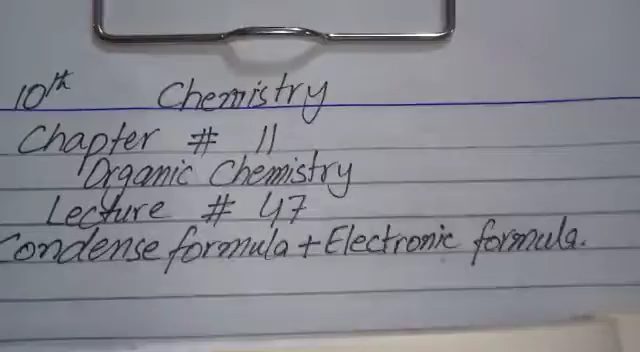 10th Chemistry
Chapter # 11
Organic Chemistry
Lecture # 47
Condense formula + Electronic formula.